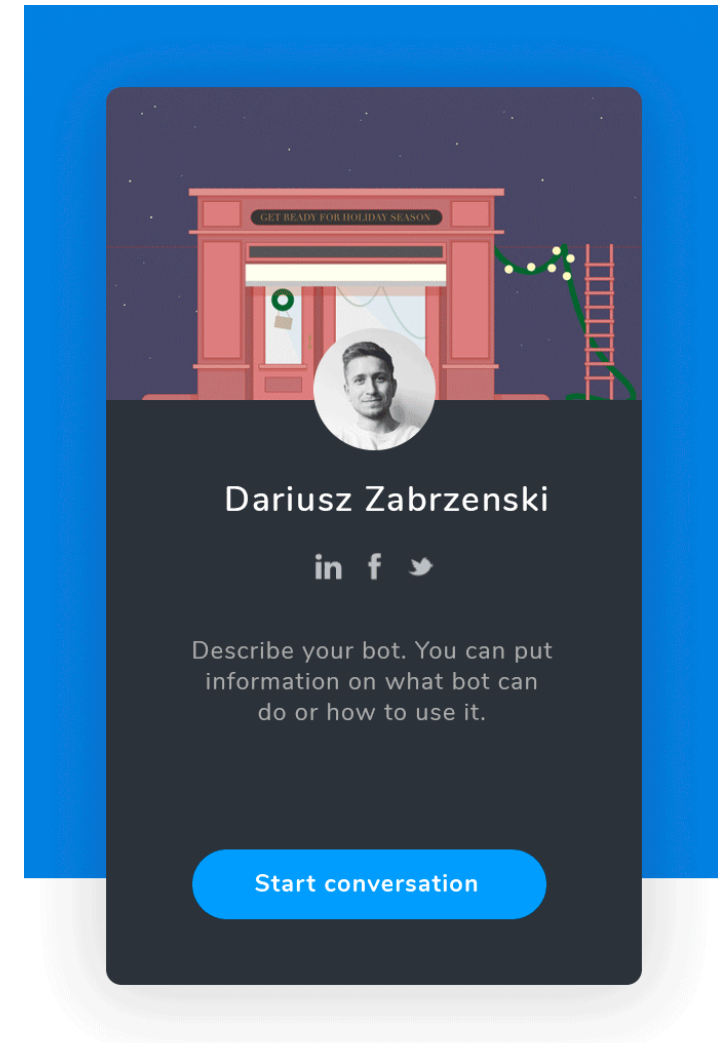 GET READY FOR HOLIDAY SEASON
Dariusz Zabrzenski
in f
Describe your bot. You can put
information on what bot can
do or how to use it.
Start conversation